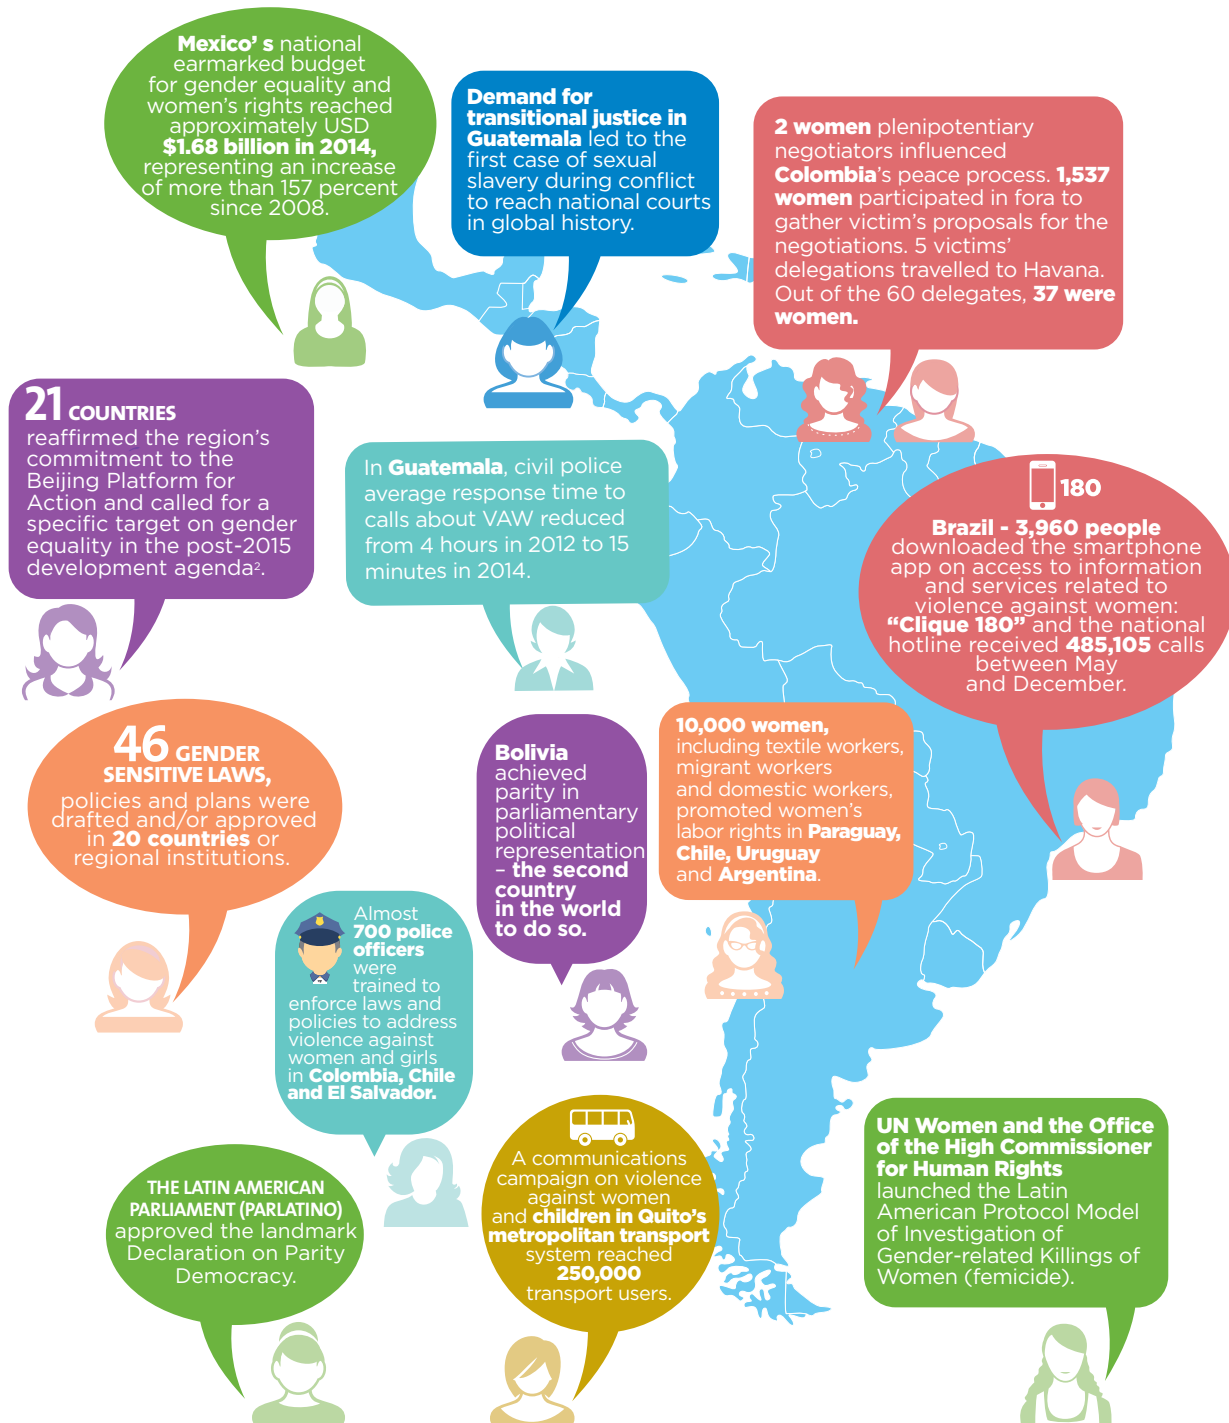 Mexico’ s national
earmarked budget
for gender equality and
women’s rights reached
approximately USD
$1.68 billion in 2014,
representing an increase
of more than 157 percent
since 2008.
Demand for
transitional justice in
Guatemala led to the
first case of sexual
slavery during conflict
to reach national courts
in global history.
2 women plenipotentiary
negotiators influenced
Colombia’s peace process. 1,537
women participated in fora to
gather victim’s proposals for the
negotiations. 5 victims’
delegations travelled to Havana.
Out of the 60 delegates, 37 were
women.
21 COUNTRIES
reaffirmed the region’s
commitment to the
Beijing Platform for
Action and called for a
specific target on gender
equality in the post-2015
development agenda².
In Guatemala, civil police
average response time to
calls about VAW reduced
from 4 hours in 2012 to 15
minutes in 2014.
180
Brazil - 3,960 people
downloaded the smartphone
app on access to information
and services related to
violence against women:
“Clique 180” and the national
hotline received 485,105 calls
between May
and December.
46 GENDER
SENSITIVE LAWS,
policies and plans were
drafted and/or approved
in 20 countries or
regional institutions.
Bolivia
achieved
parity in
parliamentary
political
representation
– the second
country
in the world
to do so.
10,000 women,
including textile workers,
migrant workers
and domestic workers,
promoted women’s
labor rights in Paraguay,
Chile, Uruguay
and Argentina.
Almost
700 police
officers
were
trained to
enforce laws and
policies to address
violence against
women and girls
in Colombia, Chile
and El Salvador.
A communications
campaign on violence
against women
and children in Quito’s
metropolitan transport
system reached
250,000
transport users.
UN Women and the Office
of the High Commissioner
for Human Rights
launched the Latin
American Protocol Model
of Investigation of
Gender-related Killings of
Women (femicide).
THE LATIN AMERICAN
PARLIAMENT (PARLATINO)
approved the landmark
Declaration on Parity
Democracy.